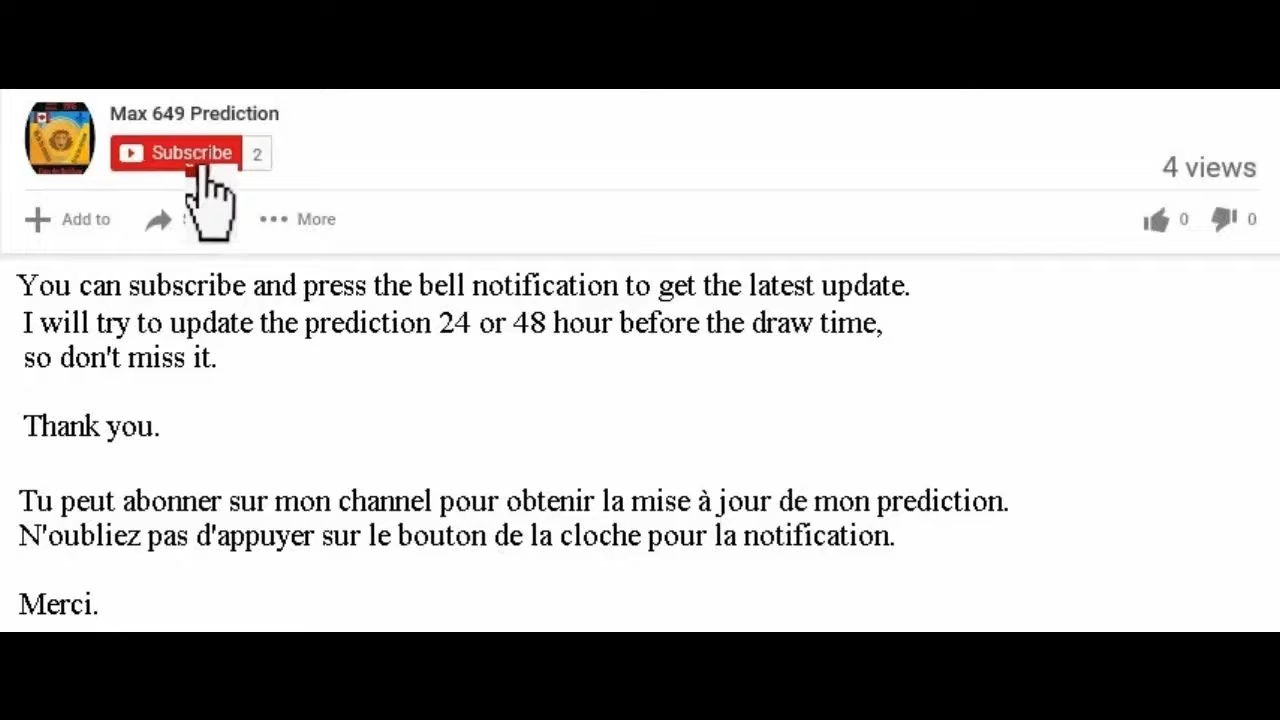 Max 649 Prediction
Subscribe 2
4 views
Add to
More
0 0
You can subscribe and press the bell notification to get the latest update.
I will try to update the prediction 24 or 48 hour before the draw time,
so don't miss it.
Thank you.
Tu peut abonner sur mon channel pour obtenir la mise à jour de mon prediction.
N'oubliez pas d'appuyer sur le bouton de la cloche pour la notification.
Merci.